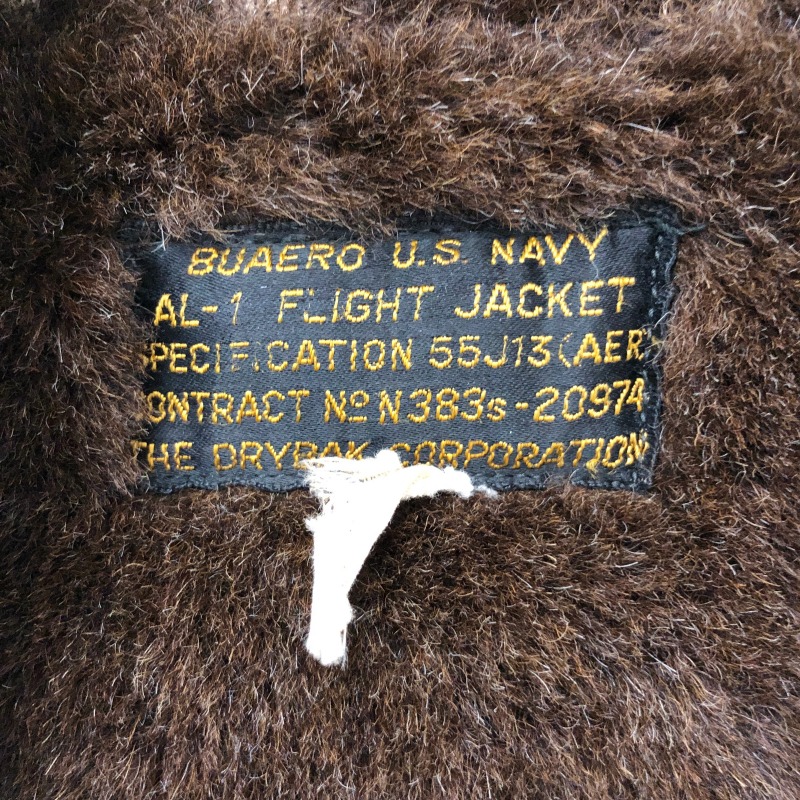 BUAERO U.S. NAVY
AL-1 FLIGHT JACKET
SPECIFICATION 55J13(AER)
CONTRACT No N383s-20974
THE DRYBAK CORPORATION